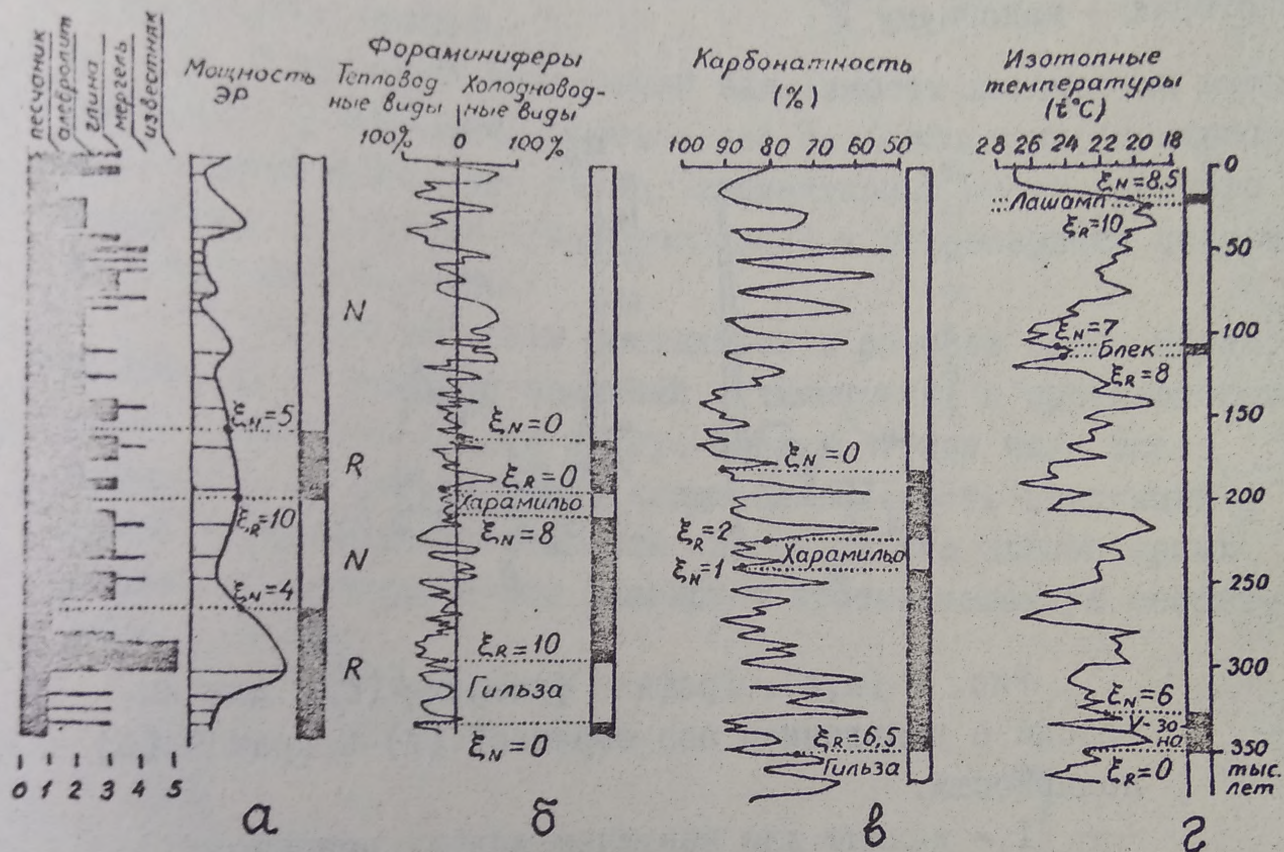 песчаник
алевролит
глина
мергель
известняк
Мощность
ЭР
Фораминиферы
Тепловод
ные виды
Холодновод-
ные виды
100%
0
100%
Карбонатность
(%)
100 90 80 70 60 50
Изотопные
температуры
(t°C)
28 26 24 22 20 18
0
50
100
150
200
250
300
350
тыс.
лет
N
R
N
R
ξN=5
ξR=10
ξN=4
ξN=0
ξR=0
Харамильо
ξN=8
ξR=10
Гильза
ξN=0
ξN=0
ξR=2
Харамильо
ξN=1
ξR=6,5
Гильза
ξN=8,5
Лашамп
ξR=10
ξN=7
Блек
ξR=8
ξN=6
V-зо
на
ξR=0
0 1 2 3 4 5
а
б
в
г